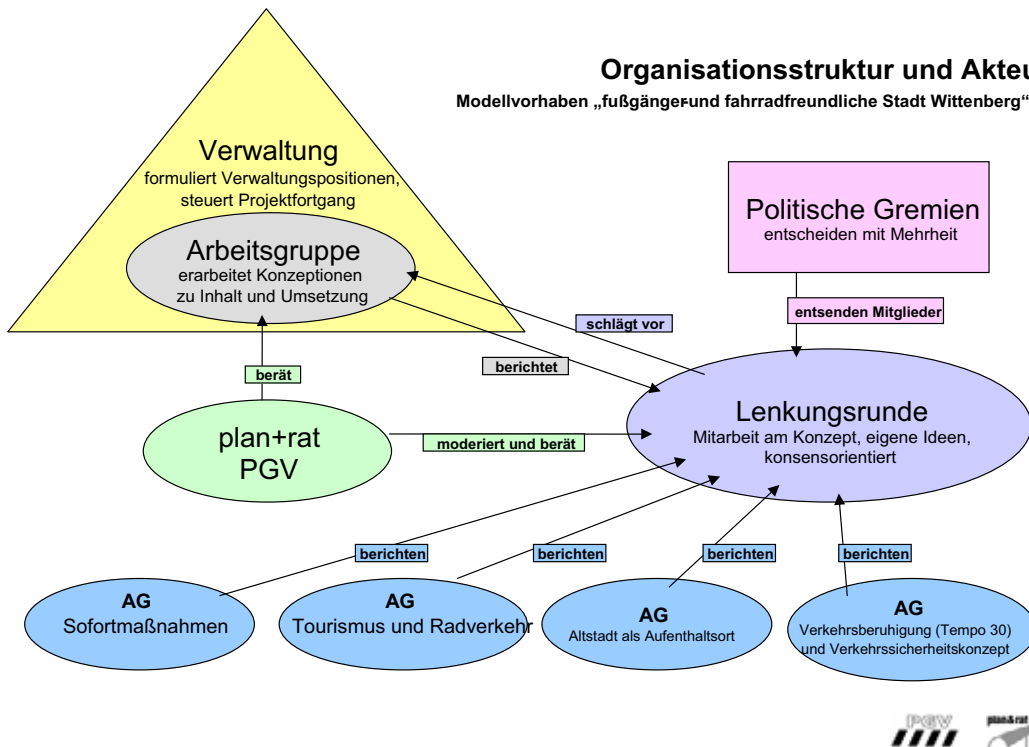 Organisationsstruktur und Akteu
Modellvorhaben „fußgänger-und fahrradfreundliche Stadt Wittenberg“
Verwaltung
formuliert Verwaltungspositionen,
steuert Projektfortgang
Arbeitsgruppe
erarbeitet Konzeptionen
zu Inhalt und Umsetzung
Politische Gremien
entscheiden mit Mehrheit
entsenden Mitglieder
schlägt vor
berichtet
berät
plan+rat
PGV
moderiert und berät
Lenkungsrunde
Mitarbeit am Konzept, eigene Ideen,
konsensorientiert
berichten
berichten
berichten
berichten
AG
Sofortmaßnahmen
AG
Tourismus und Radverkehr
AG
Altstadt als Aufenthaltsort
AG
Verkehrsberuhigung (Tempo 30)
und Verkehrssicherheitskonzept
PGV
plan&rat